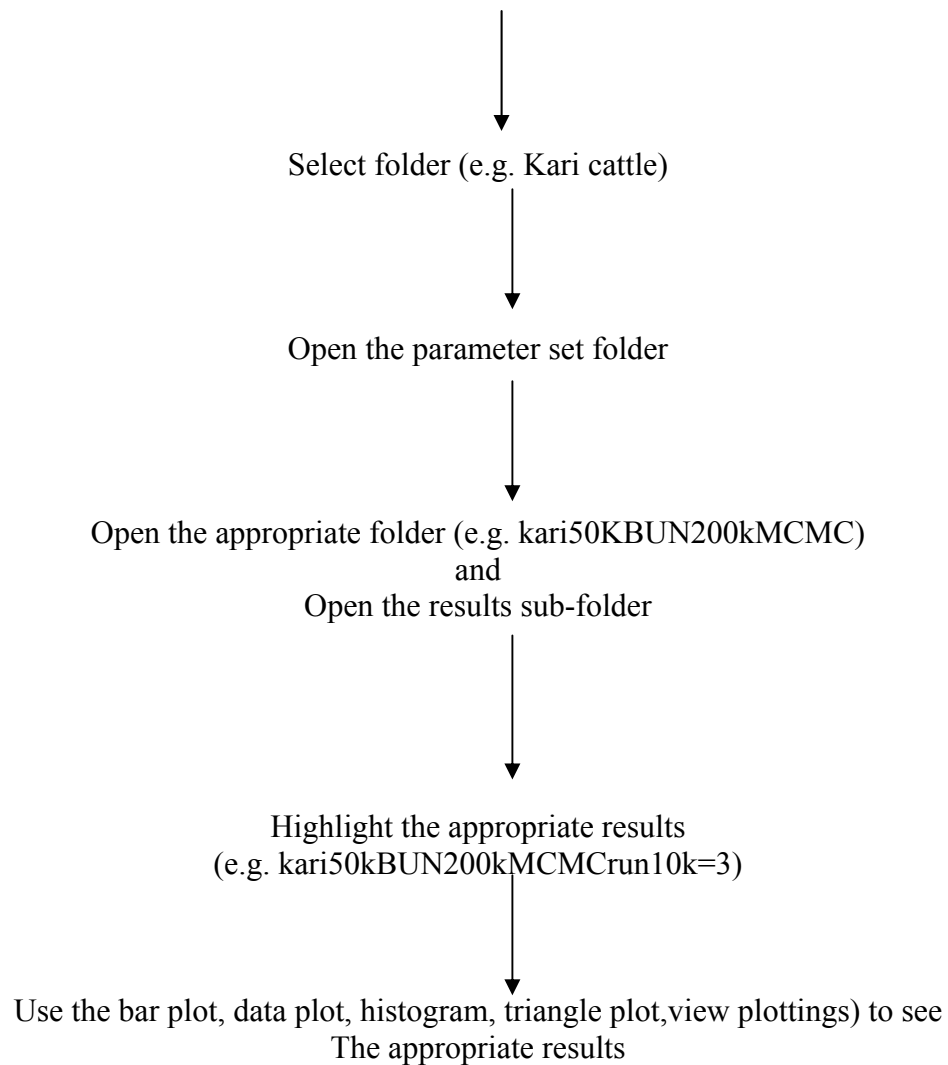 Select folder (e.g. Kari cattle)
Open the parameter set folder
Open the appropriate folder (e.g. kari50KBUN200kMCMC)
and
Open the results sub-folder
Highlight the appropriate results
(e.g. kari50kBUN200kMCMCrun10k=3)
Use the bar plot, data plot, histogram, triangle plot,view plottings) to see
The appropriate results